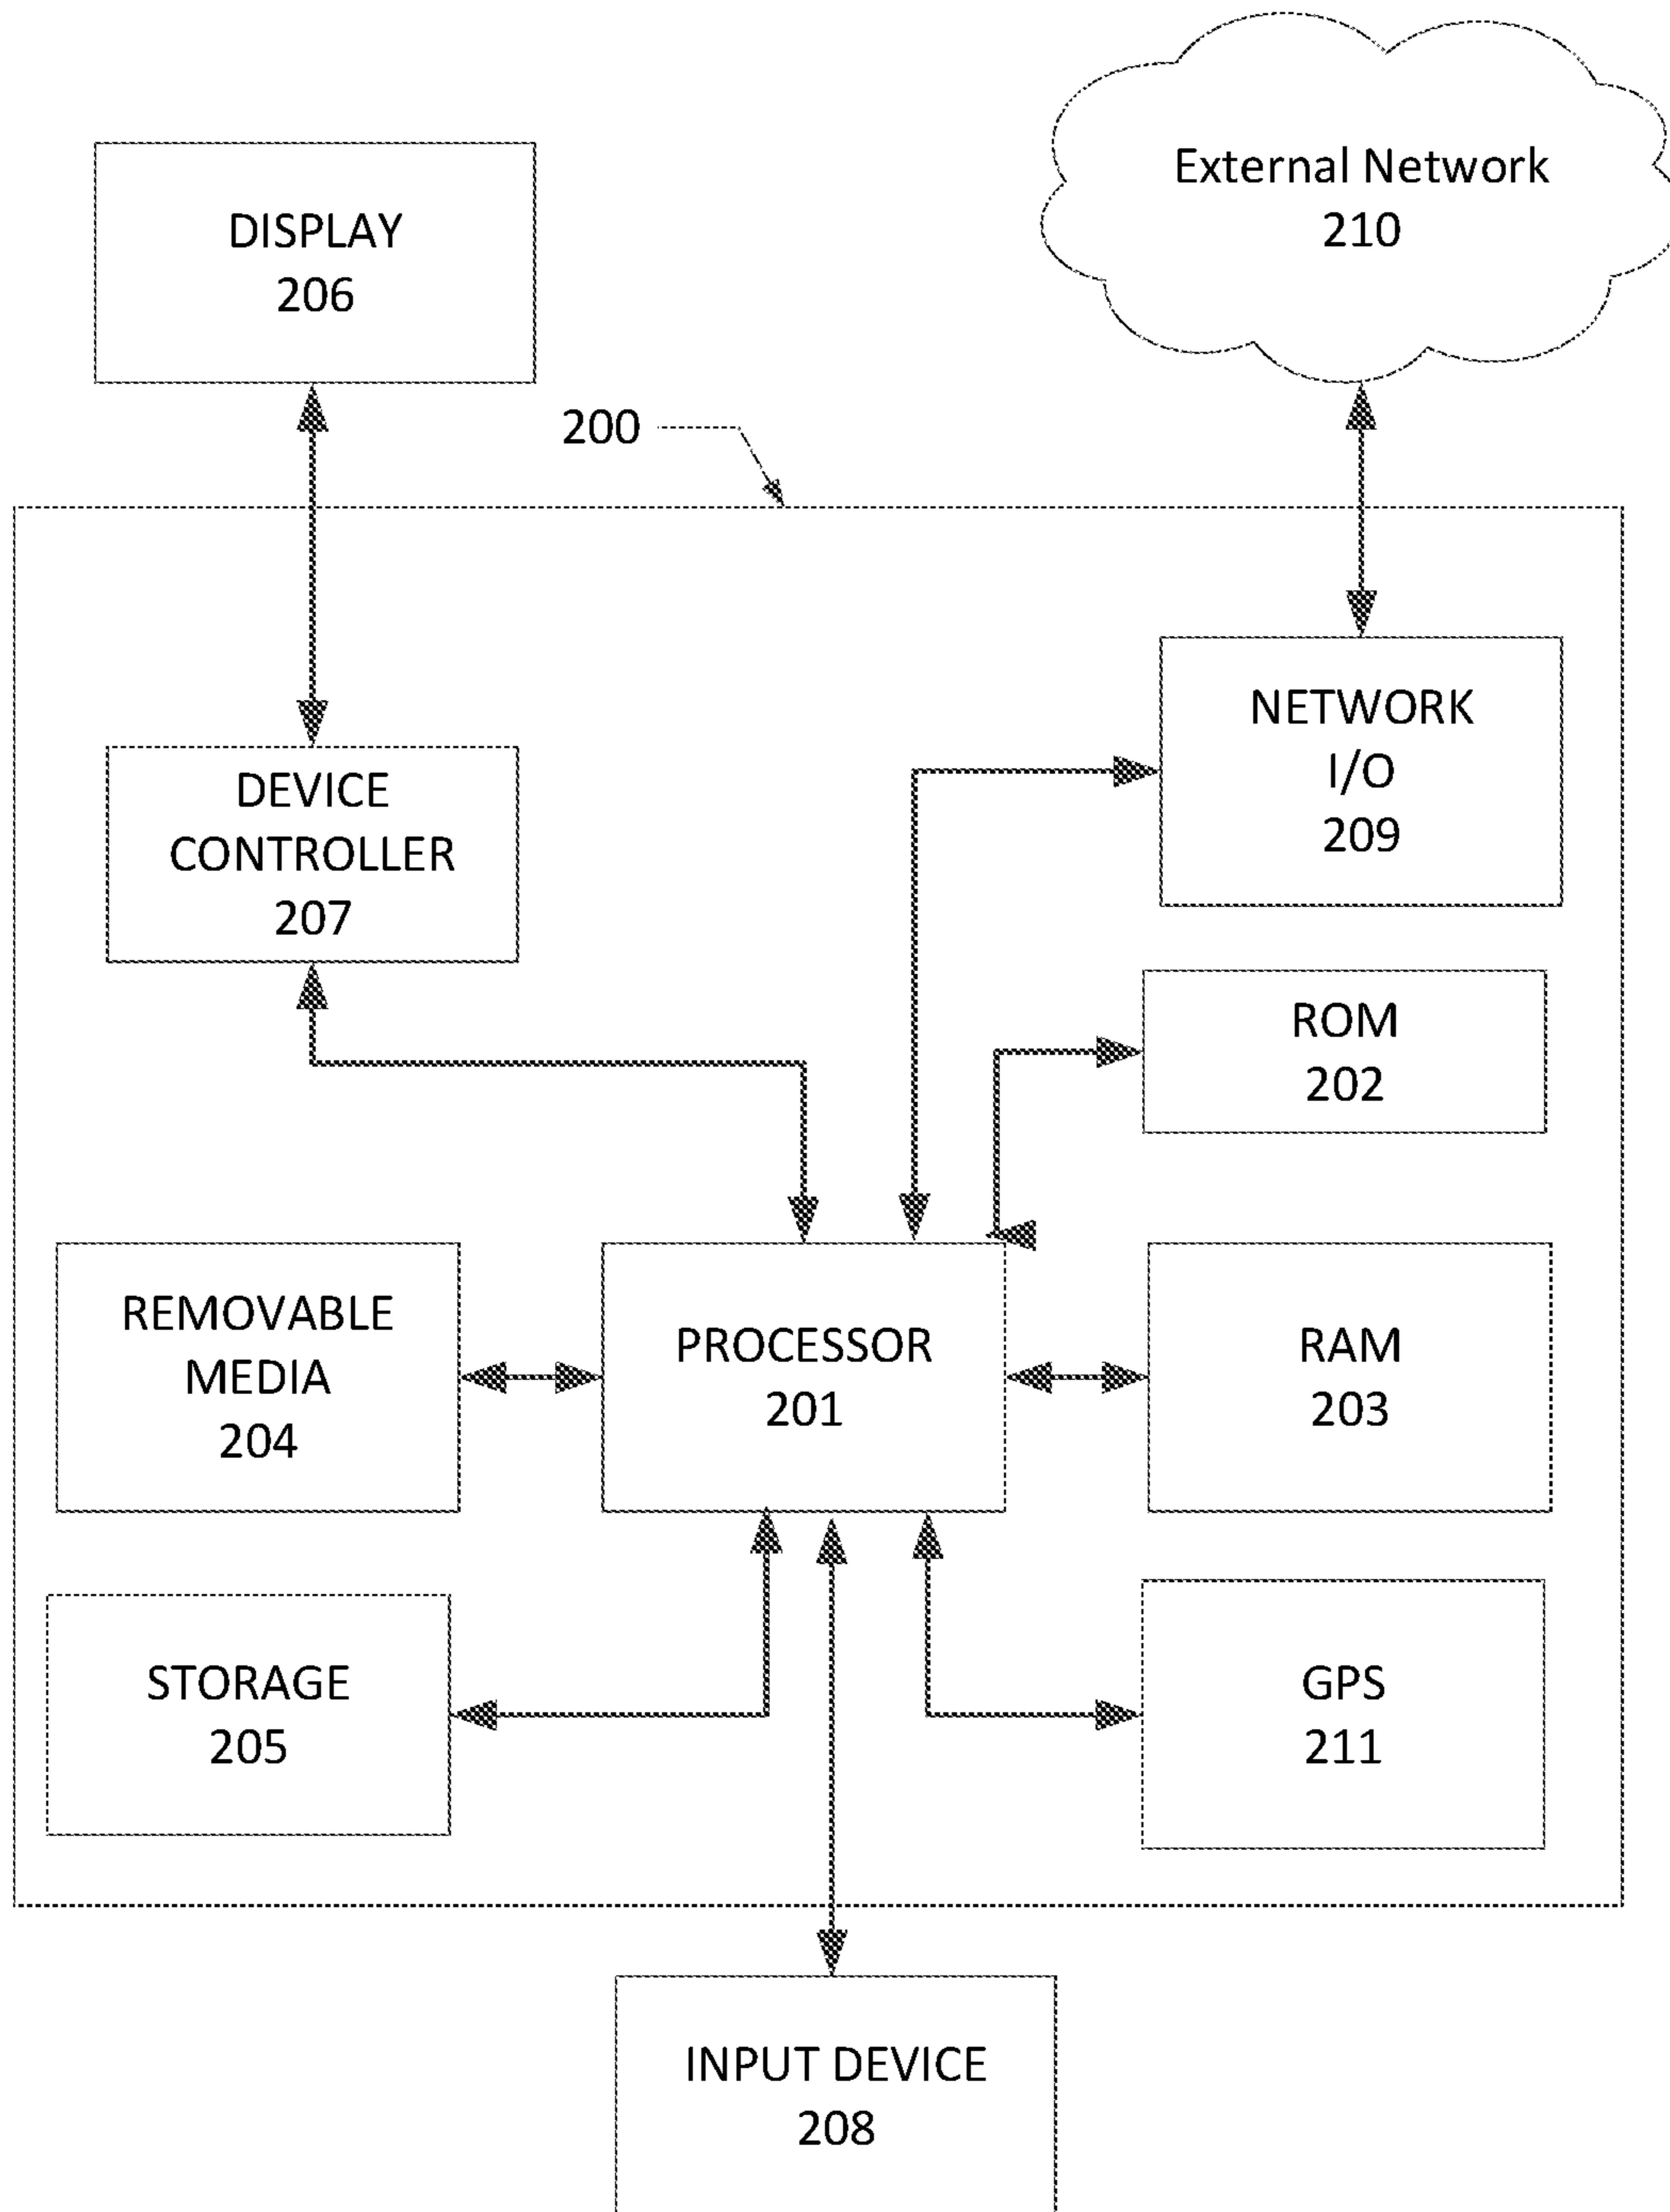 External Network
210
DISPLAY
206
200
NETWORK
I/O
209
DEVICE
CONTROLLER
207
ROM
202
REMOVABLE
MEDIA
204
PROCESSOR
201
RAM
203
STORAGE
205
GPS
211
INPUT DEVICE
208